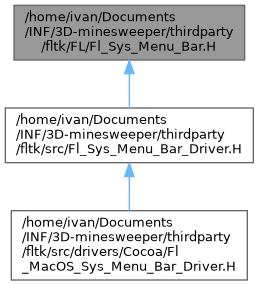 /home/ivan/Documents
/INF/3D-minesweeper/thirdparty
/fltk/FL/Fl_Sys_Menu_Bar.H
/home/ivan/Documents
/INF/3D-minesweeper/thirdparty
/fltk/src/Fl_Sys_Menu_Bar_Driver.H
/home/ivan/Documents
/INF/3D-minesweeper/thirdparty
/fltk/src/drivers/Cocoa/Fl
_MacOS_Sys_Menu_Bar_Driver.H